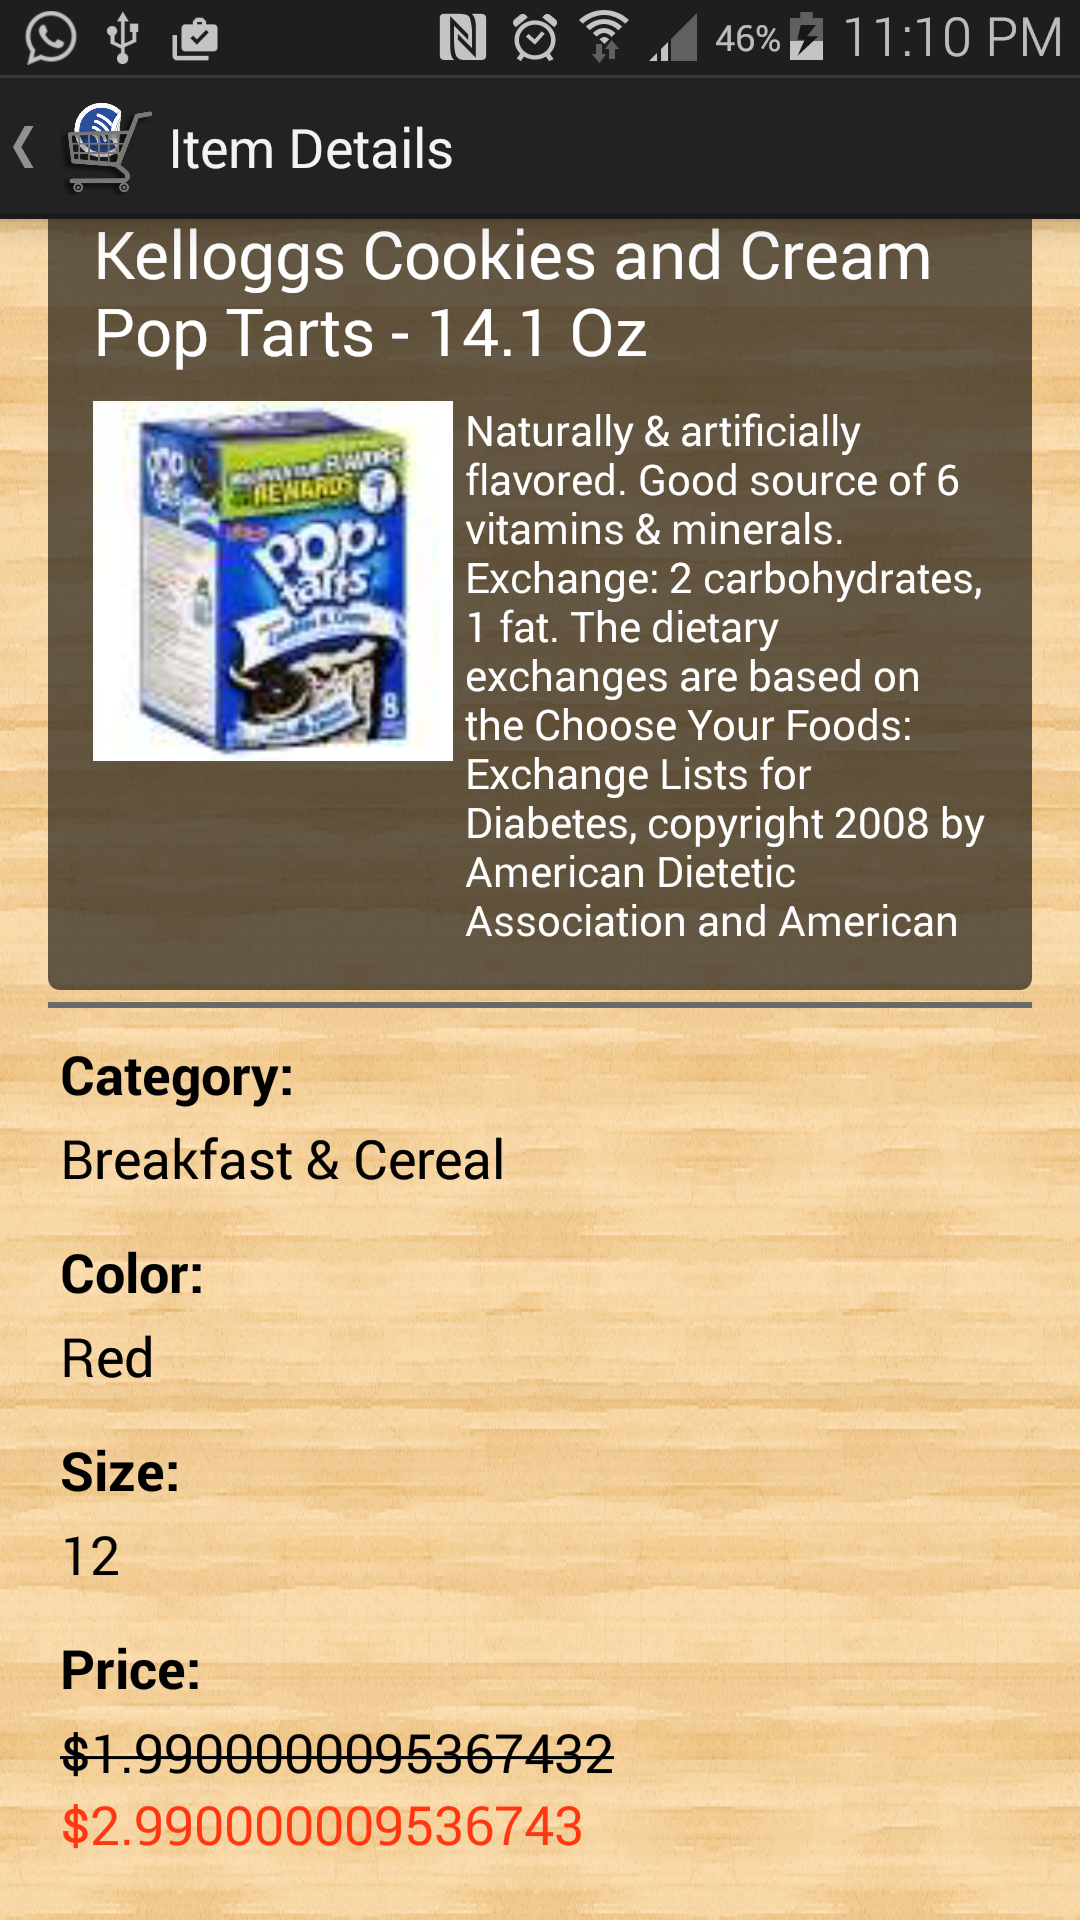 46% 11:10 PM
Item Details
Kelloggs Cookies and Cream
Pop Tarts - 14.1 Oz
REWARDS
pop.
tarts
Cookies & Creme
8
Naturally & artificially
flavored. Good source of 6
vitamins & minerals.
Exchange: 2 carbohydrates,
1 fat. The dietary
exchanges are based on
the Choose Your Foods:
Exchange Lists for
Diabetes, copyright 2008 by
American Dietetic
Association and American
Category:
Breakfast & Cereal
Color:
Red
Size:
12
Price:
$1.9900000095367432
$2.990000009536743